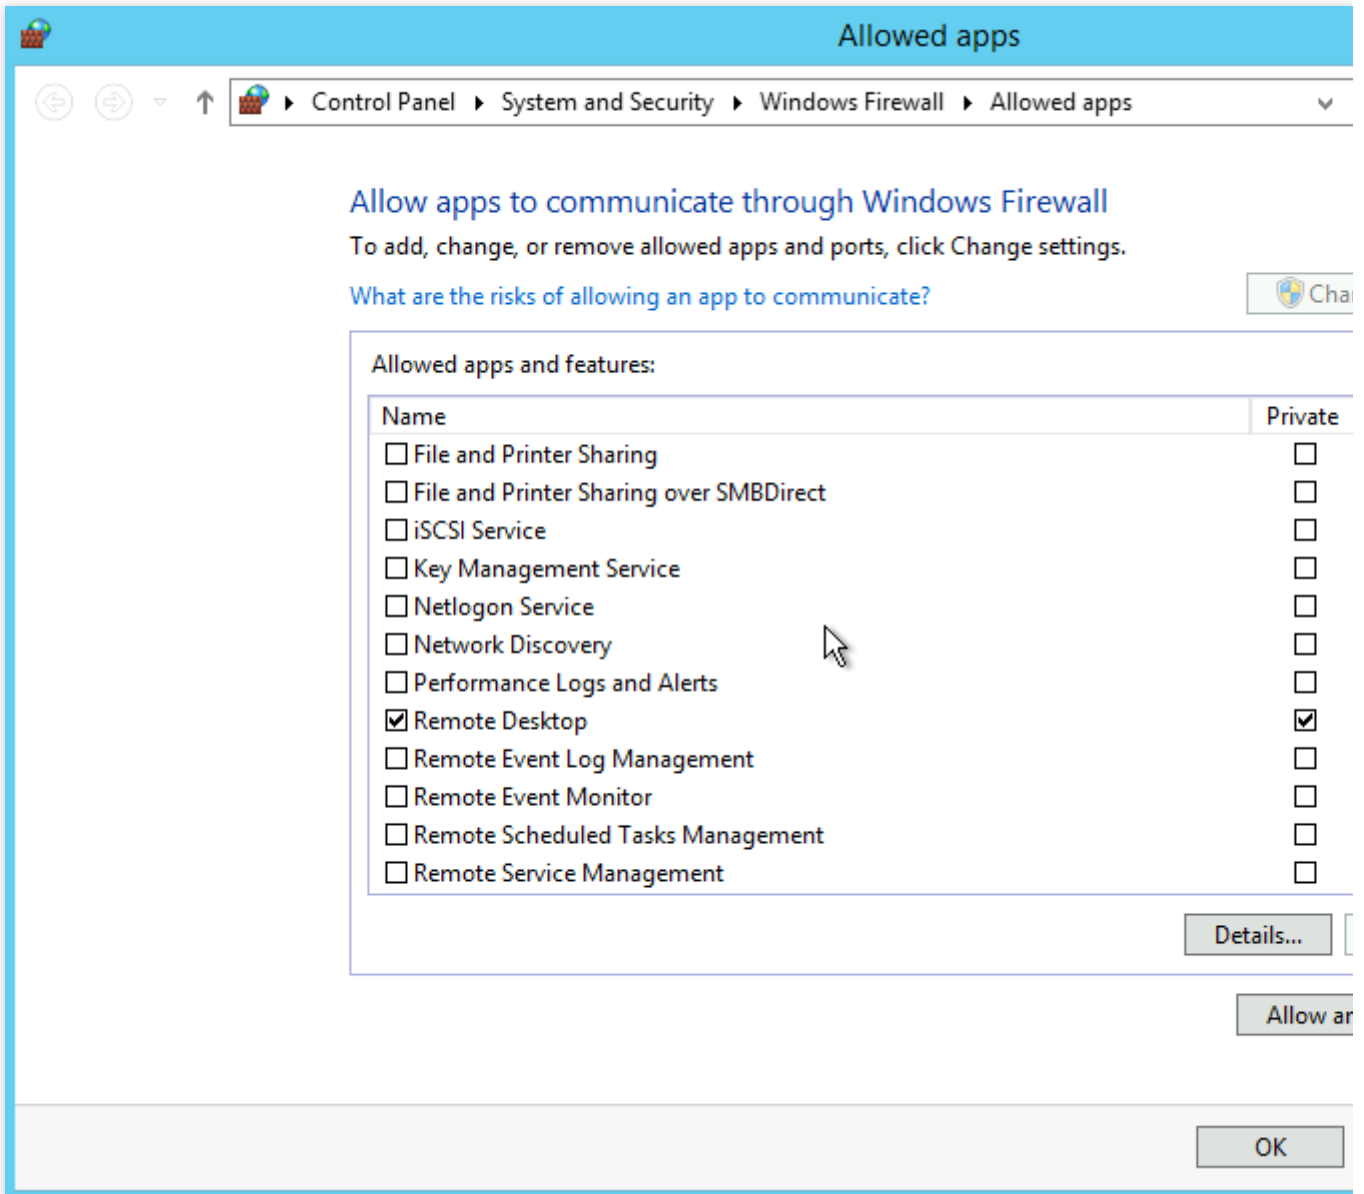 Allowed apps
Control Panel System and Security Windows Firewall Allowed apps
Allow apps to communicate through Windows Firewall
To add, change, or remove allowed apps and ports, click Change settings.
What are the risks of allowing an app to communicate?
Allowed apps and features:
Name Private
File and Printer Sharing
File and Printer Sharing over SMBDirect
iSCSI Service
Key Management Service
Netlogon Service
Network Discovery
Performance Logs and Alerts
Remote Desktop
Remote Event Log Management
Remote Event Monitor
Remote Scheduled Tasks Management
Remote Service Management
Details...
Allow
OK